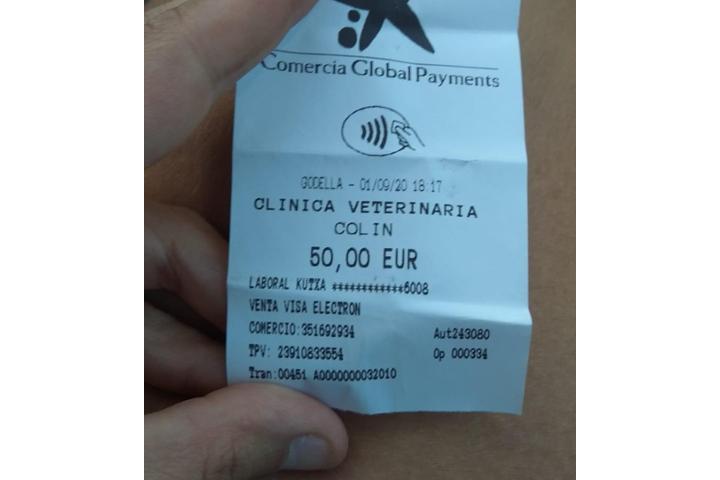 Comercia Global Payments
GODELLA - 01/09/20 18:17
CLINICA VETERINARIA
COLIN
50,00 EUR
LABORAL KUTXA ************6008
VENTA VISA ELECTRON
COMERCIO:351692934 Aut243080
TPV: 23910833554 Op 000334
Tran:00451 A0000000032010